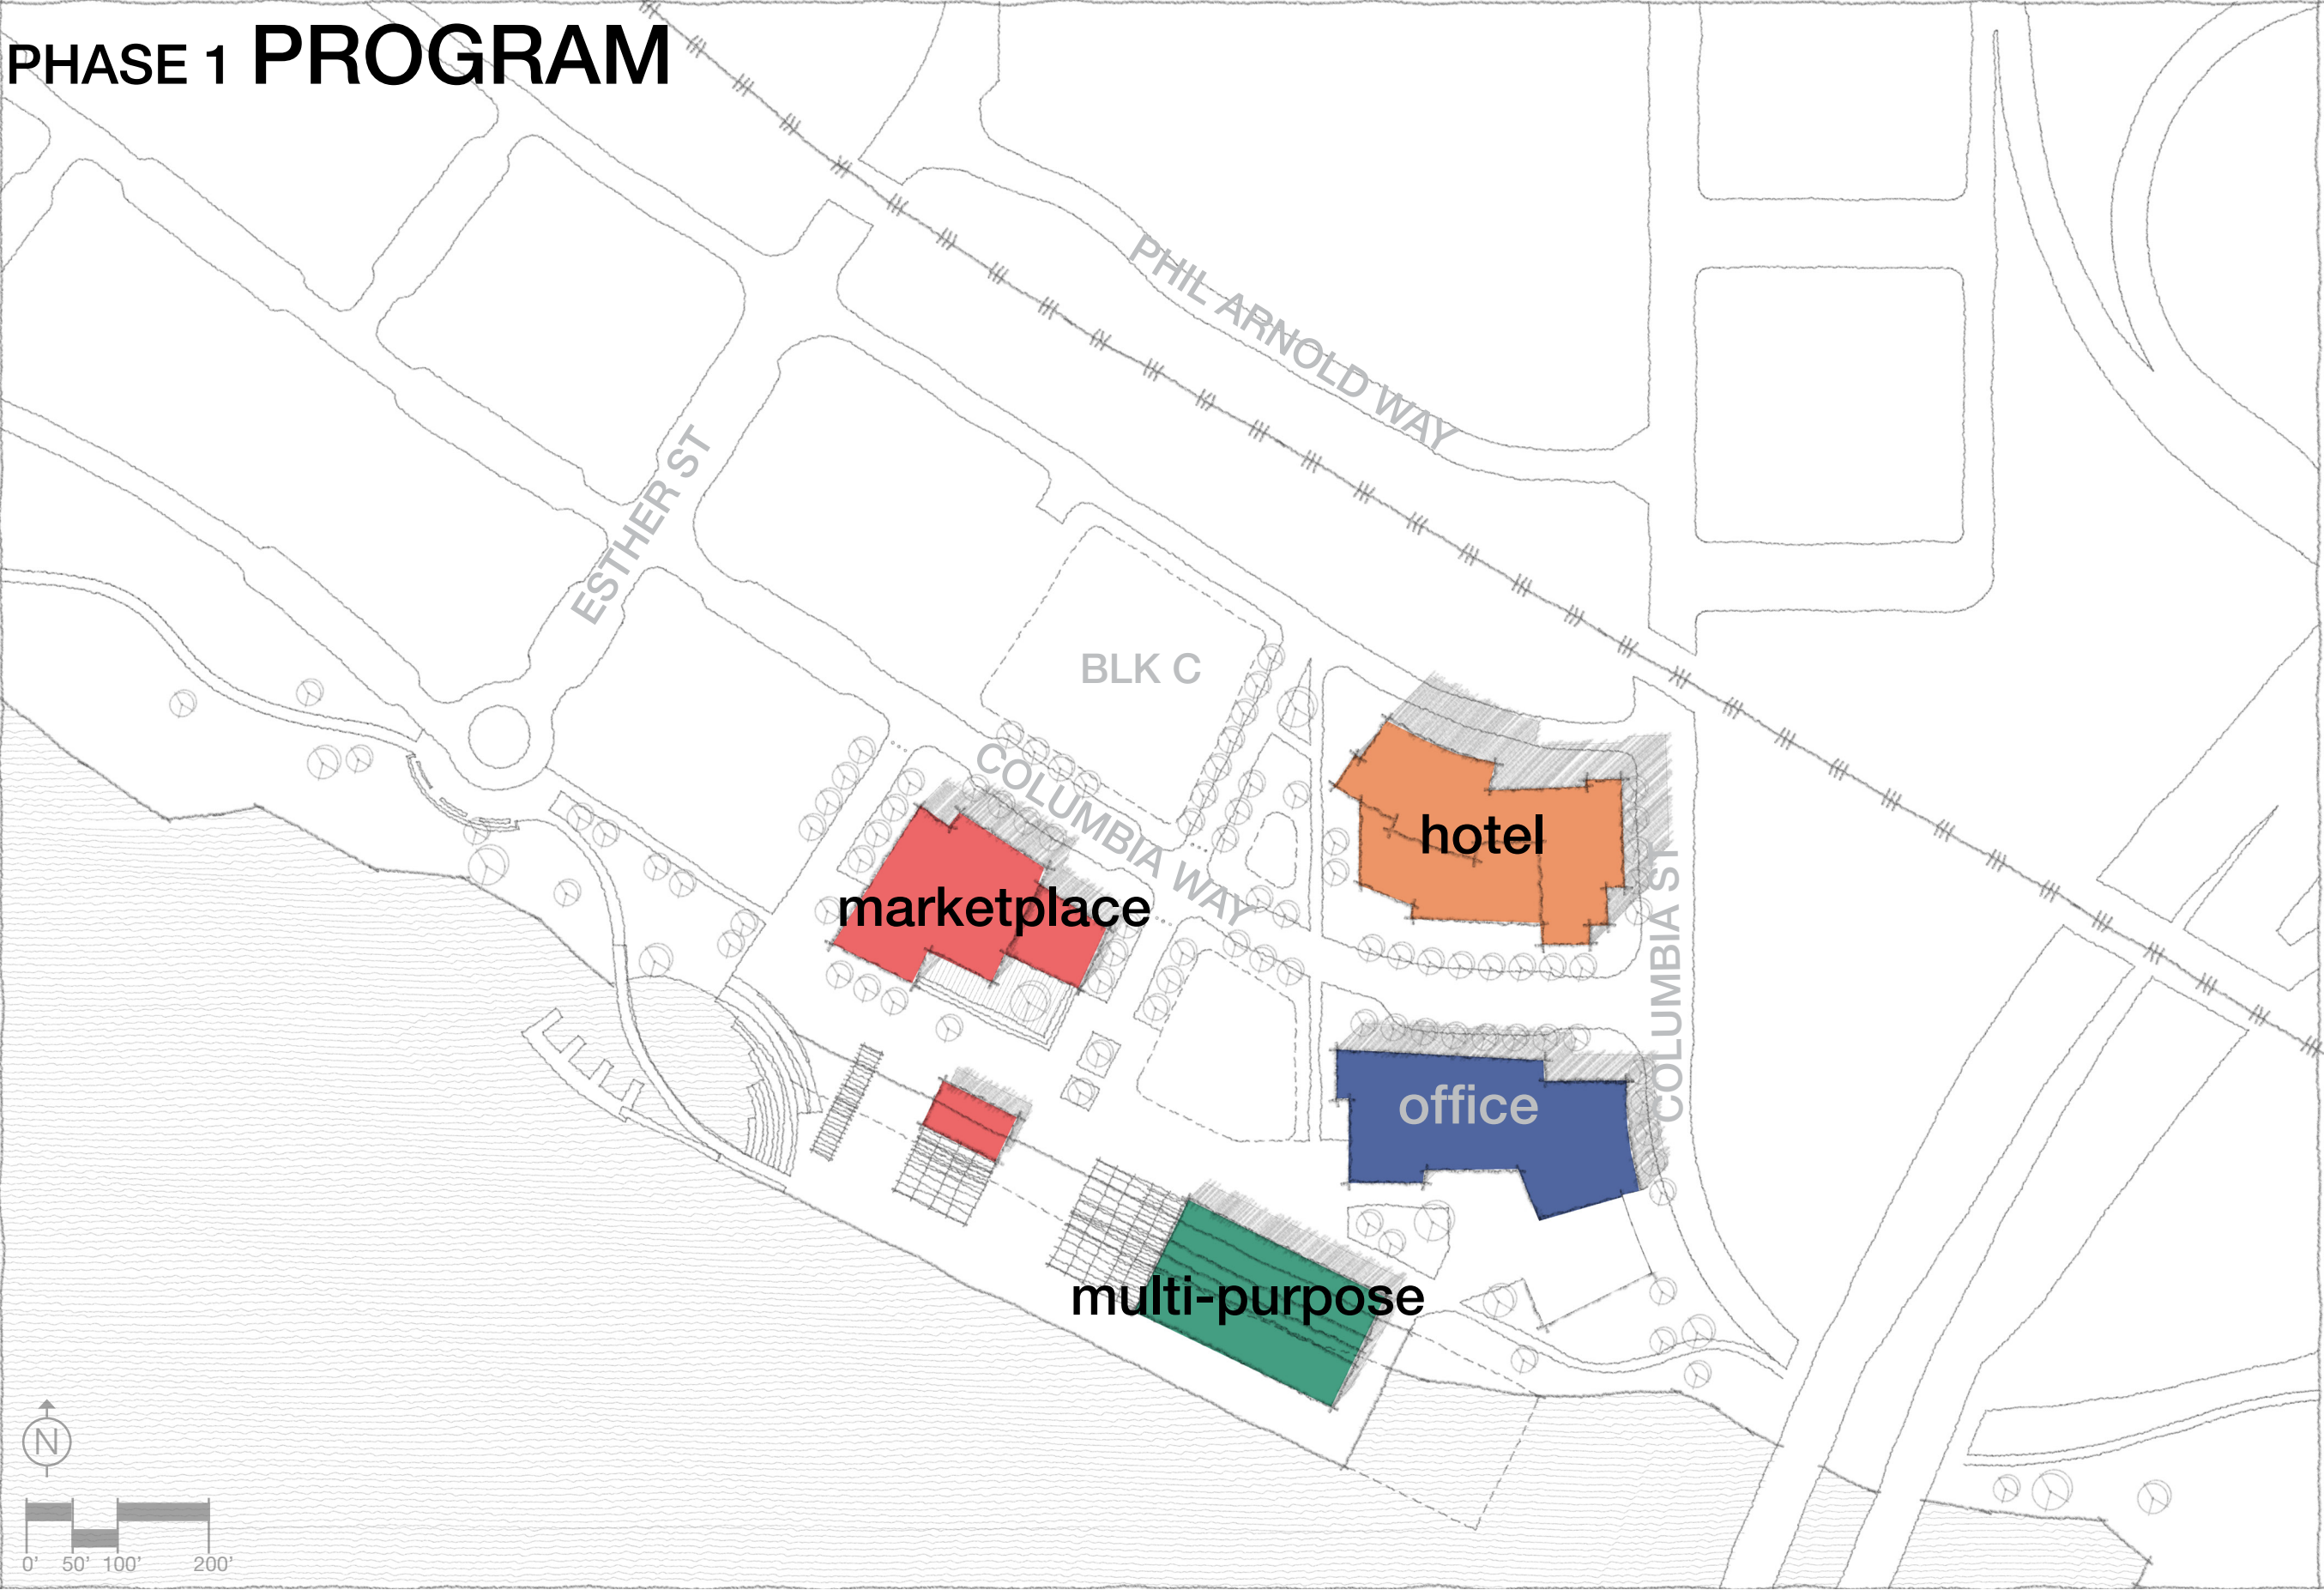 PHASE 1 PROGRAM
PHIL ARNOLD WAY
ESTHER ST
BLK C
COLUMBIA WAY
hotel
marketplace
COLUMBIA ST
office
multi-purpose
N
0' 50' 100' 200'